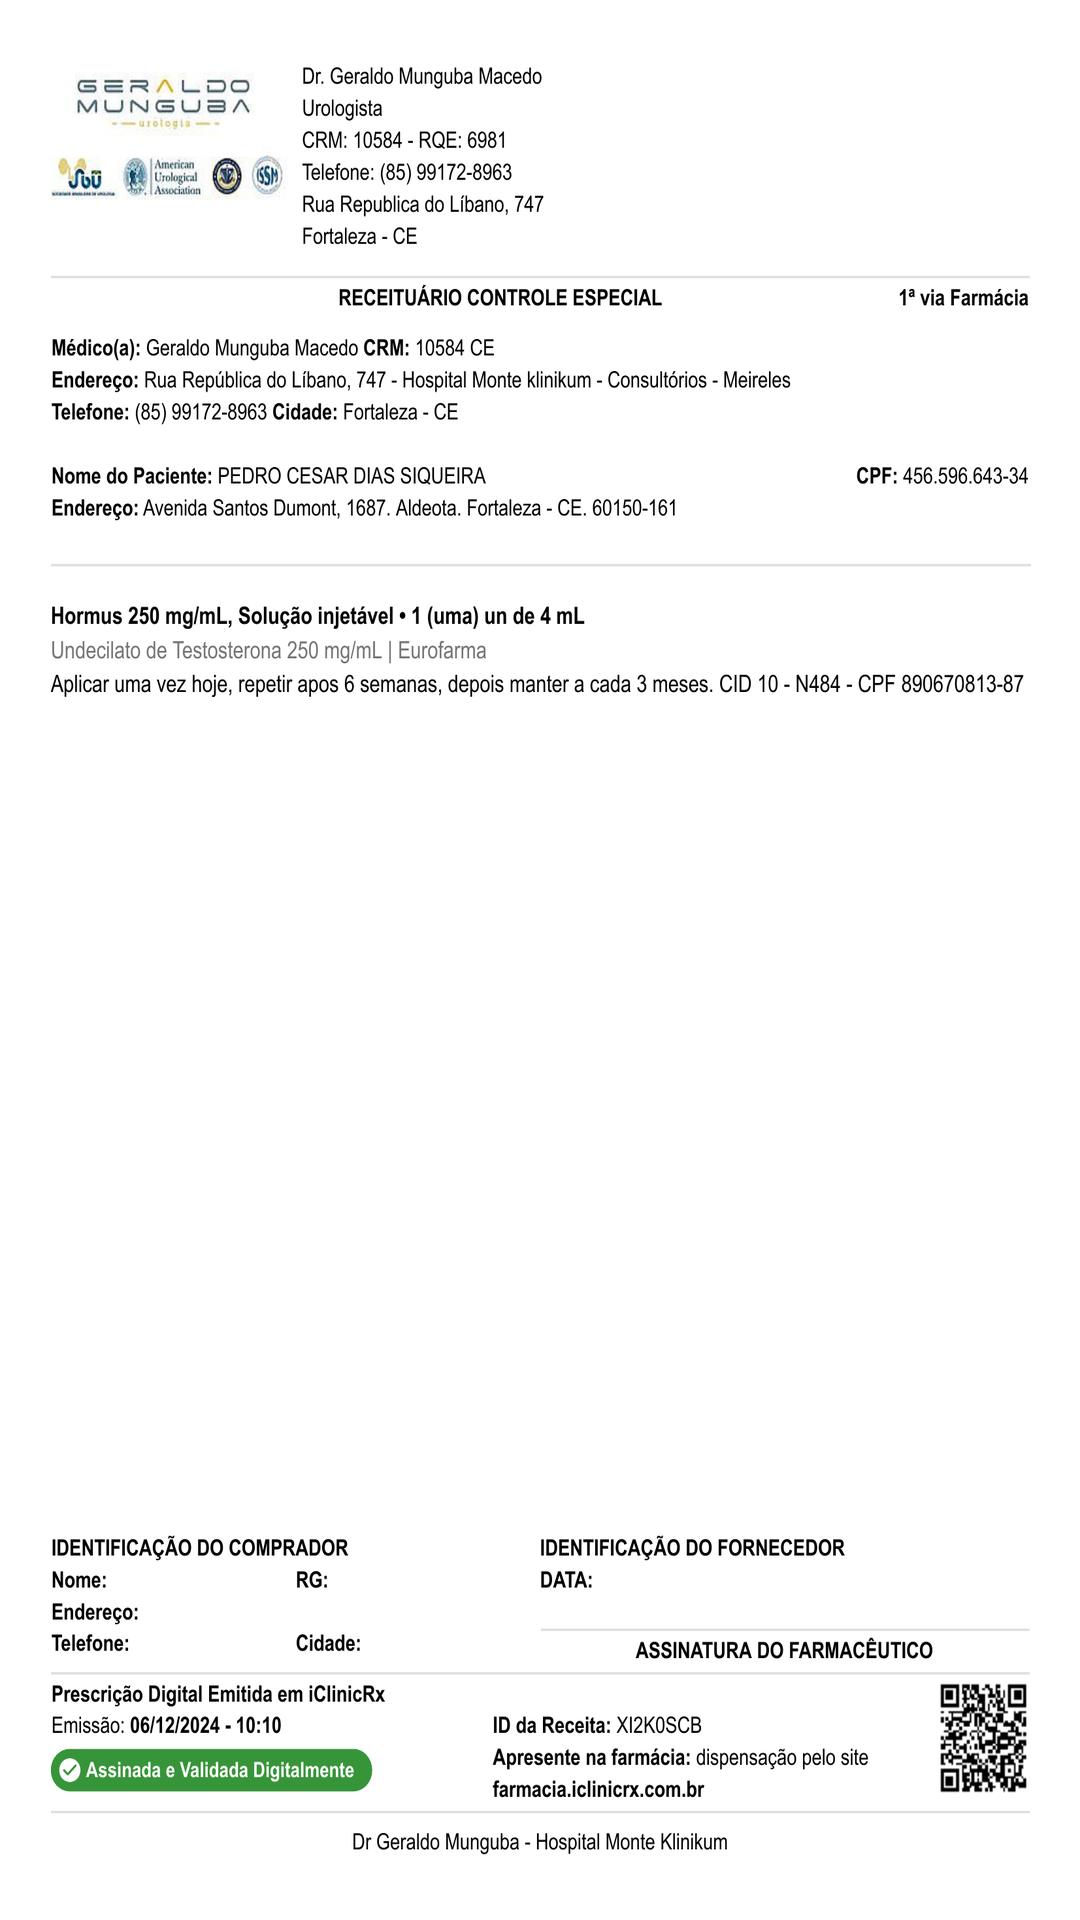 GERALDO
MUNGUBA
urologia
SBU
SOCIEDADE BRASILEIRA DE UROLOGIA
American
Urological
Association
ISSM
Dr. Geraldo Munguba Macedo
Urologista
CRM: 10584 - RQE: 6981
Telefone: (85) 99172-8963
Rua Republica do Líbano, 747
Fortaleza - CE
RECEITUÁRIO CONTROLE ESPECIAL 1ª via Farmácia
Médico(a): Geraldo Munguba Macedo CRM: 10584 CE
Endereço: Rua República do Líbano, 747 - Hospital Monte klinikum - Consultórios - Meireles
Telefone: (85) 99172-8963 Cidade: Fortaleza - CE
Nome do Paciente: PEDRO CESAR DIAS SIQUEIRA CPF: 456.596.643-34
Endereço: Avenida Santos Dumont, 1687. Aldeota. Fortaleza - CE. 60150-161
Hormus 250 mg/mL, Solução injetável • 1 (uma) un de 4 mL
Undecilato de Testosterona 250 mg/mL | Eurofarma
Aplicar uma vez hoje, repetir apos 6 semanas, depois manter a cada 3 meses. CID 10 - N484 - CPF 890670813-87
IDENTIFICAÇÃO DO COMPRADOR
Nome: RG:
Endereço:
Telefone: Cidade:
IDENTIFICAÇÃO DO FORNECEDOR
DATA:
ASSINATURA DO FARMACÊUTICO
Prescrição Digital Emitida em iClinicRx
Emissão: 06/12/2024 - 10:10
Assinada e Validada Digitalmente
ID da Receita: XI2K0SCB
Apresente na farmácia: dispensação pelo site
farmacia.iclinicrx.com.br
Dr Geraldo Munguba - Hospital Monte Klinikum